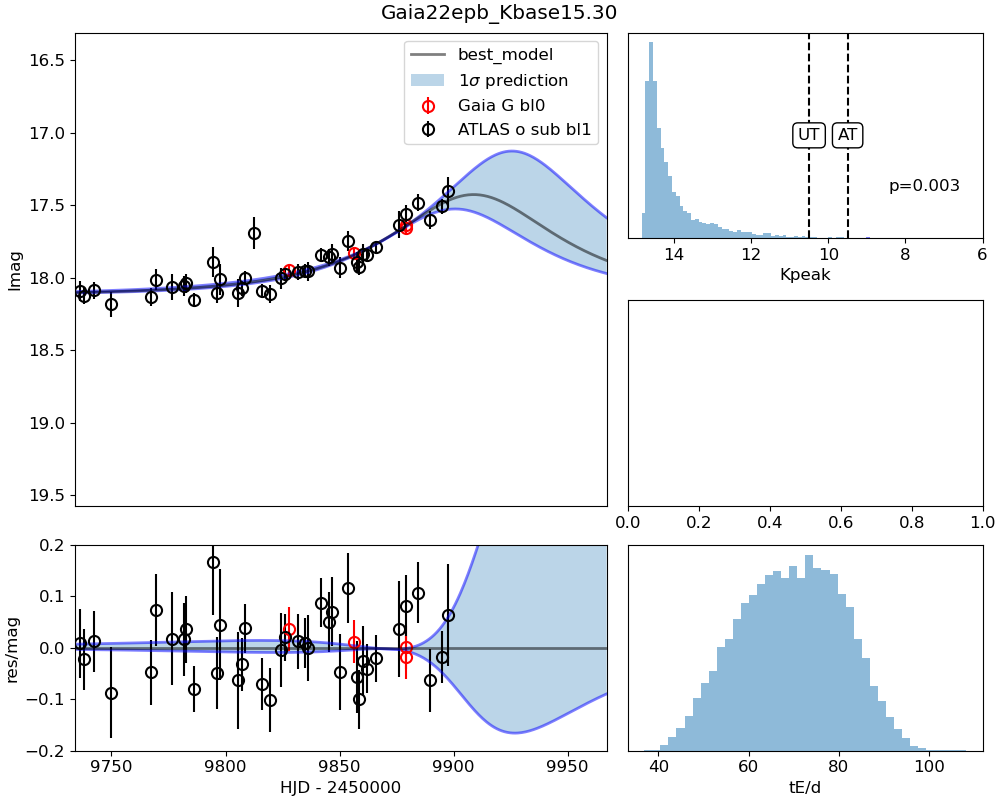 Gaia22epb_Kbase15.30
best_model
1σ prediction
Gaia G bl0
ATLAS o sub bl1
Imag
16.5
17.0
17.5
18.0
18.5
19.0
19.5
UT
AT
p=0.003
14
12
10
8
6
Kpeak
0.0
0.2
0.4
0.6
0.8
1.0
res/mag
0.2
0.1
0.0
−0.1
−0.2
9750
9800
9850
9900
9950
HJD - 2450000
40
60
80
100
tE/d